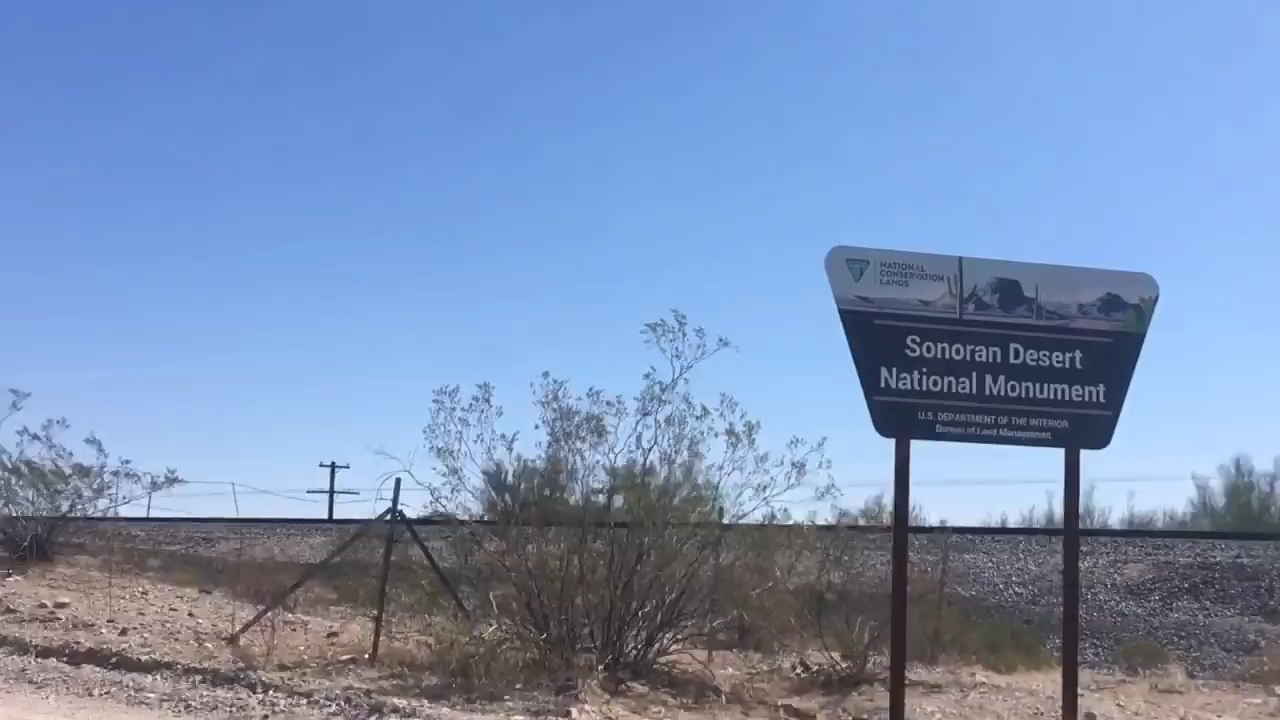 NATIONAL
CONSERVATION
LANDS
Sonoran Desert
National Monument
U.S. DEPARTMENT OF THE INTERIOR
Bureau of Land Management